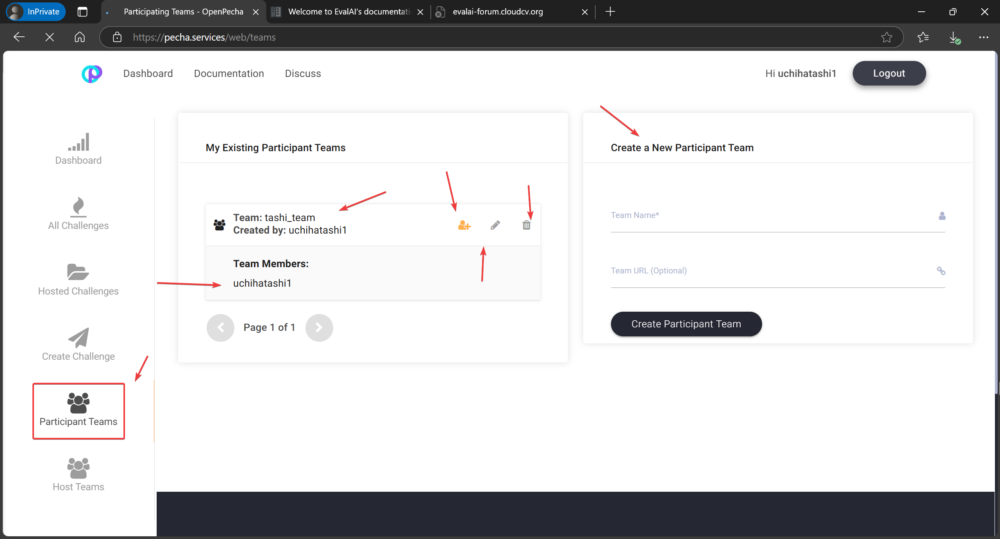 InPrivate
Participating Teams - OpenPecha
Welcome to EvalAI's documentati
evalai-forum.cloudcv.org
https://pecha.services/web/teams
Dashboard
Documentation
Discuss
Hi uchihatashi1
Logout
Dashboard
All Challenges
Hosted Challenges
Create Challenge
Participant Teams
Host Teams
My Existing Participant Teams
Team: tashi_team
Created by: uchihatashi1
Team Members:
uchihatashi1
Page 1 of 1
Create a New Participant Team
Team Name*
Team URL (Optional)
Create Participant Team